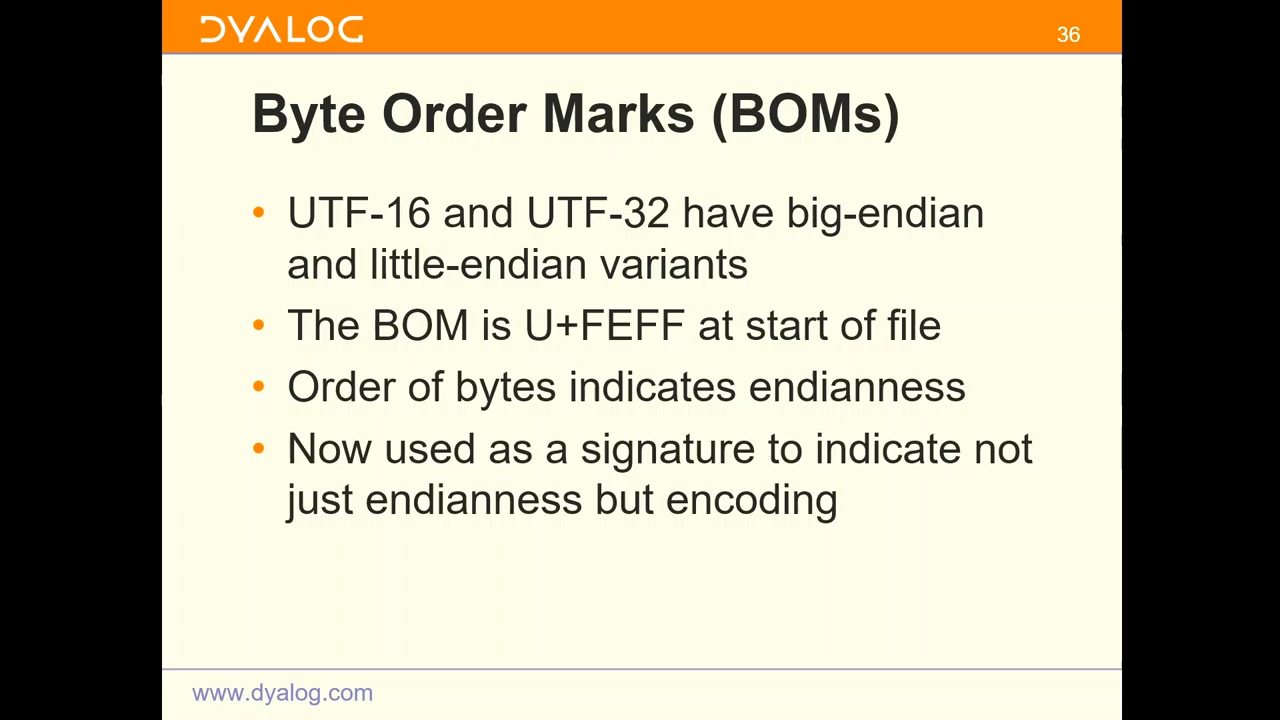 DYALOG
36
Byte Order Marks (BOMs)
• UTF-16 and UTF-32 have big-endian
and little-endian variants
• The BOM is U+FEFF at start of file
• Order of bytes indicates endianness
• Now used as a signature to indicate not
just endianness but encoding
www.dyalog.com